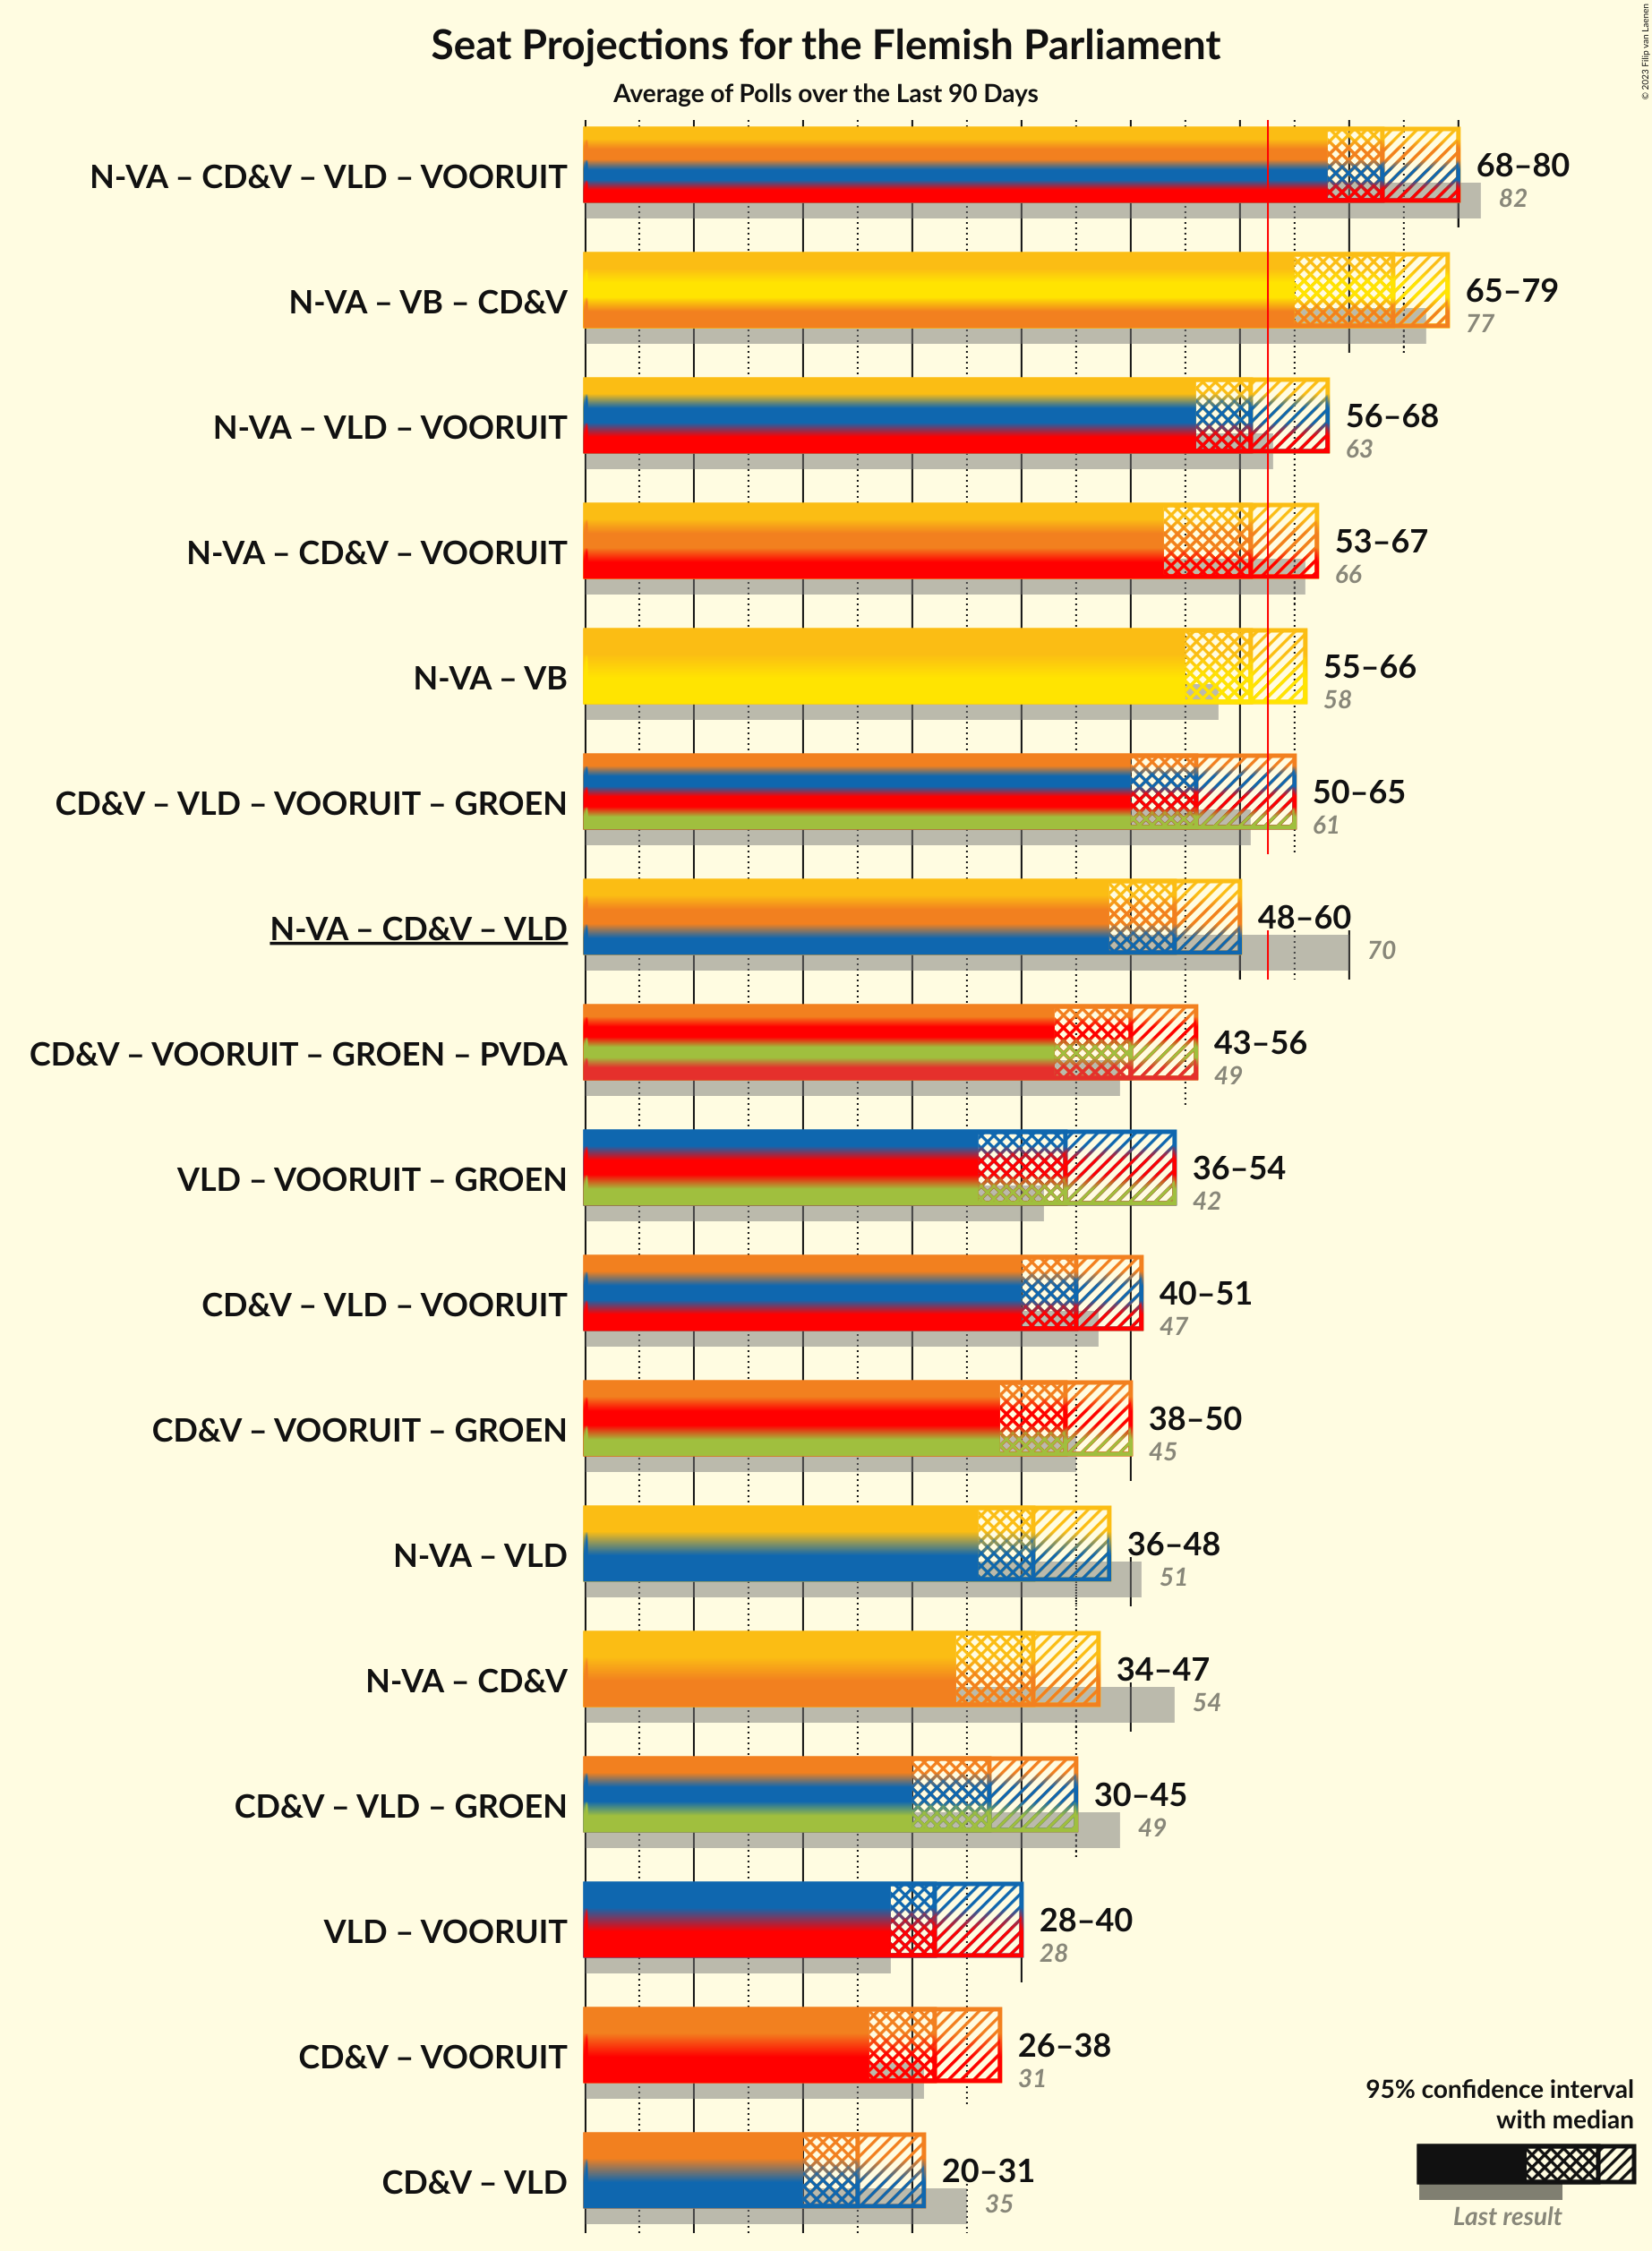 Seat Projections for the Flemish Parliament
Average of Polls over the Last 90 Days
© 2023 Filip van Laenen
N-VA – CD&V – VLD – VOORUIT
68–80
82
N-VA – VB – CD&V
65–79
77
N-VA – VLD – VOORUIT
56–68
63
N-VA – CD&V – VOORUIT
53–67
66
N-VA – VB
55–66
58
CD&V – VLD – VOORUIT – GROEN
50–65
61
N-VA – CD&V – VLD
48–60
70
CD&V – VOORUIT – GROEN – PVDA
43–56
49
VLD – VOORUIT – GROEN
36–54
42
CD&V – VLD – VOORUIT
40–51
47
CD&V – VOORUIT – GROEN
38–50
45
N-VA – VLD
36–48
51
N-VA – CD&V
34–47
54
CD&V – VLD – GROEN
30–45
49
VLD – VOORUIT
28–40
28
CD&V – VOORUIT
26–38
31
CD&V – VLD
20–31
35
95% confidence interval
with median
Last result